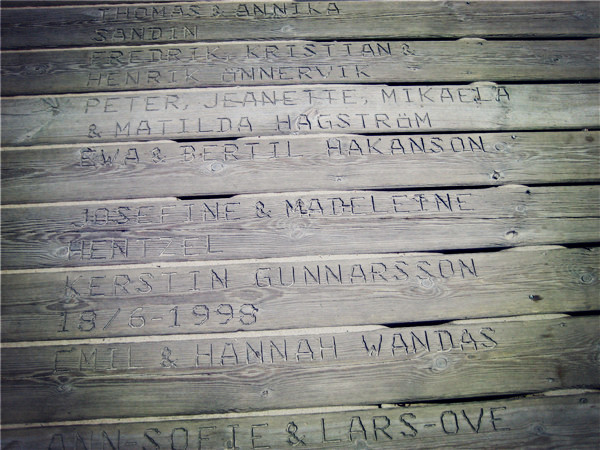 THOMAS & ANNIKA
SANDIN
FREDRIK, KRISTIAN &
HENRIK ÖNNERVIK
PETER, JEANETTE, MIKAELA
& MATILDA HAGSTRÖM
EWA & BERTIL HAKANSON
JOSEFINE & MADELEINE
HENTZEL
KERSTIN GUNNARSSON
18/6-1998
EMIL & HANNAH WANDAS
ANN-SOFIE & LARS-OVE